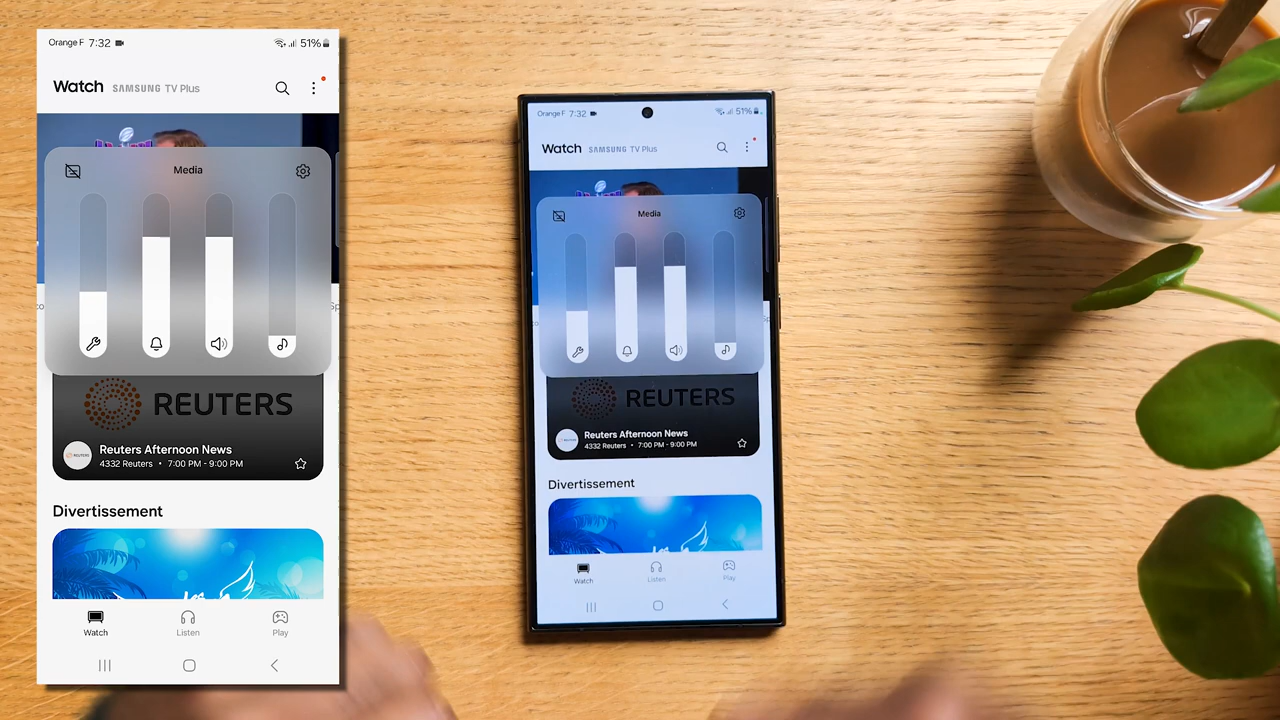 Orange F 7:32 51%
Watch SAMSUNG TV Plus
Media
REUTERS
Reuters Afternoon News
4332 Reuters • 7:00 PM - 9:00 PM
Divertissement
Watch Listen Play
Orange F 7:32 51%
Watch SAMSUNG TV Plus
Media
REUTERS
Reuters Afternoon News
4332 Reuters • 7:00 PM - 9:00 PM
Divertissement
Watch Listen Play